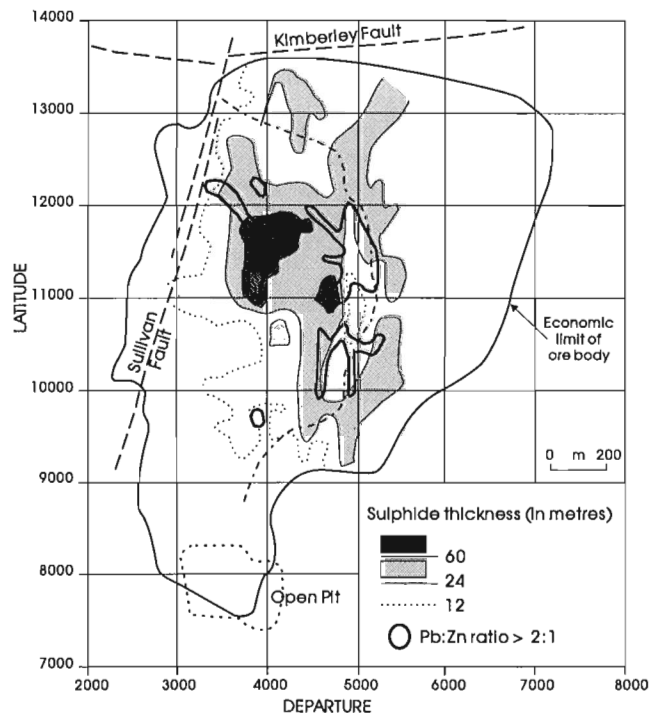 14000
Kimberley Fault
13000
12000
11000
10000
9000
8000
7000
LATITUDE
Sullivan
Fault
Economic
limit of
ore body
0 m 200
Sulphide thickness (in metres)
60
24
12
Pb:Zn ratio > 2:1
Open Pit
2000 3000 4000 5000 6000 7000 8000
DEPARTURE